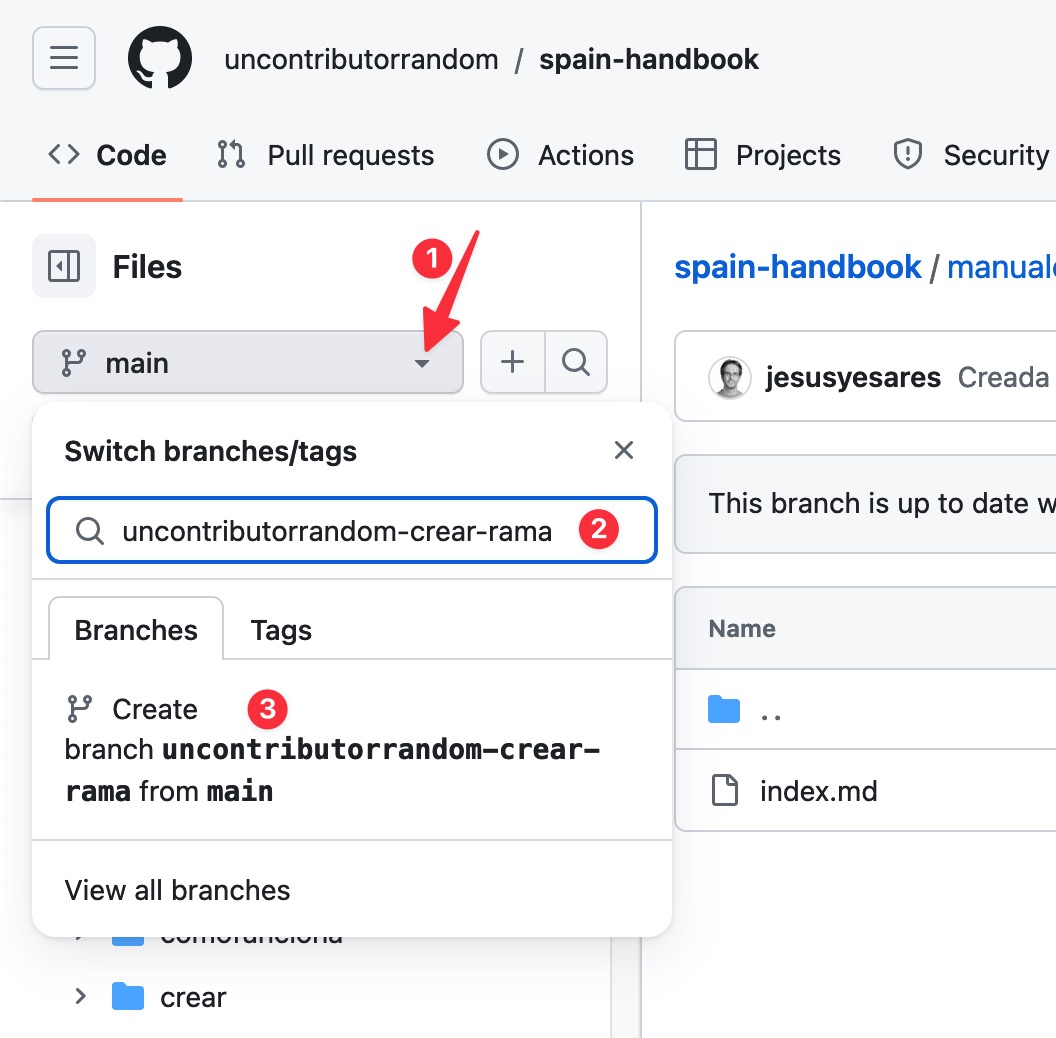 uncontributorrandom / spain-handbook
Code Pull requests Actions Projects Security
Files
1
spain-handbook /
main
jesusyesares Creada
Switch branches/tags
This branch is up to date
uncontributorrandom-crear-rama 2
Branches Tags
Name
Create 3
..
branch uncontributorrandom-crear-
rama from main
index.md
View all branches
comofunciona
crear